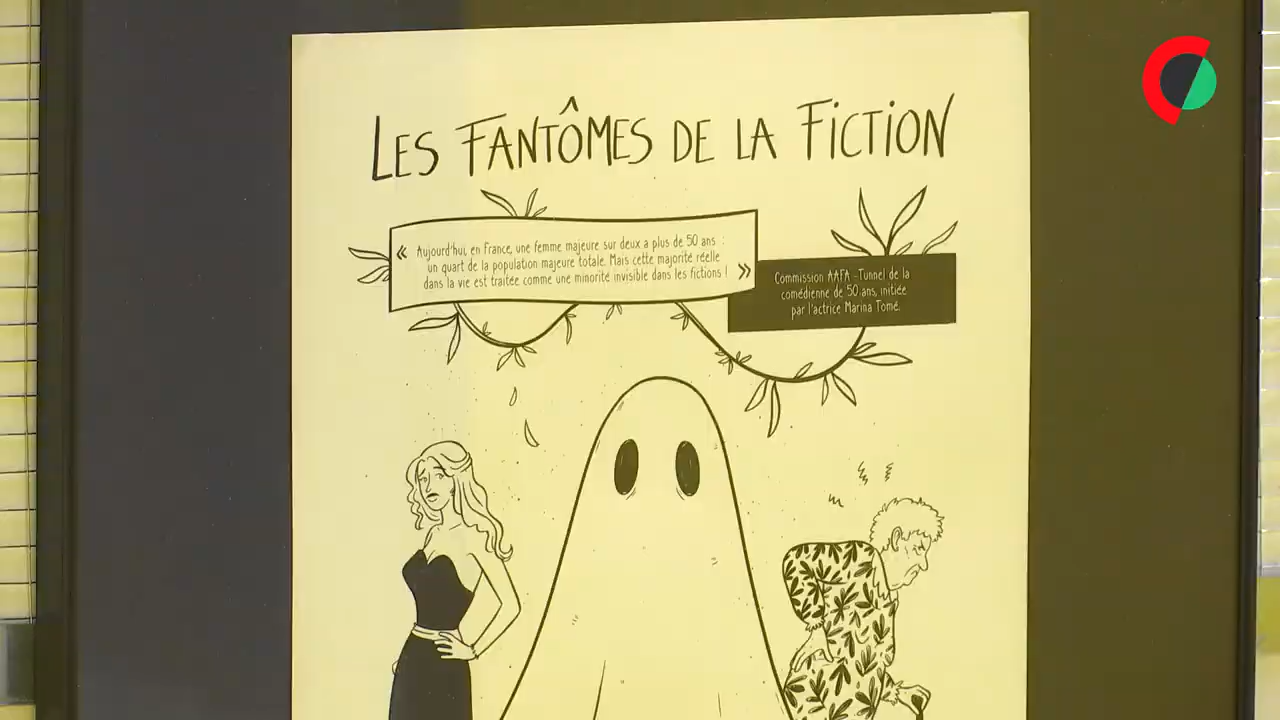 LES FANTÔMES DE LA FICTION
« Aujourd'hui, en France, une femme majeure sur deux a plus de 50 ans :
un quart de la population majeure totale. Mais cette majorité réelle
dans la vie est traitée comme une minorité invisible dans les fictions ! »
Commission AAFA -Tunnel de la
comédienne de 50 ans, initiée
par l'actrice Marina Tomé.